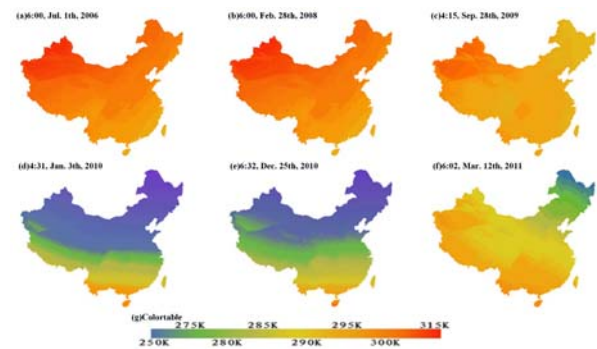 (a)6:00, Jul. 1th, 2006
(b)6:00, Feb. 28th, 2008
(c)4:15, Sep. 28th, 2009
(d)4:31, Jan. 3th, 2010
(e)6:32, Dec. 25th, 2010
(f)6:02, Mar. 12th, 2011
(g)Colortable
275K 285K 295K 315K
250K 280K 290K 300K